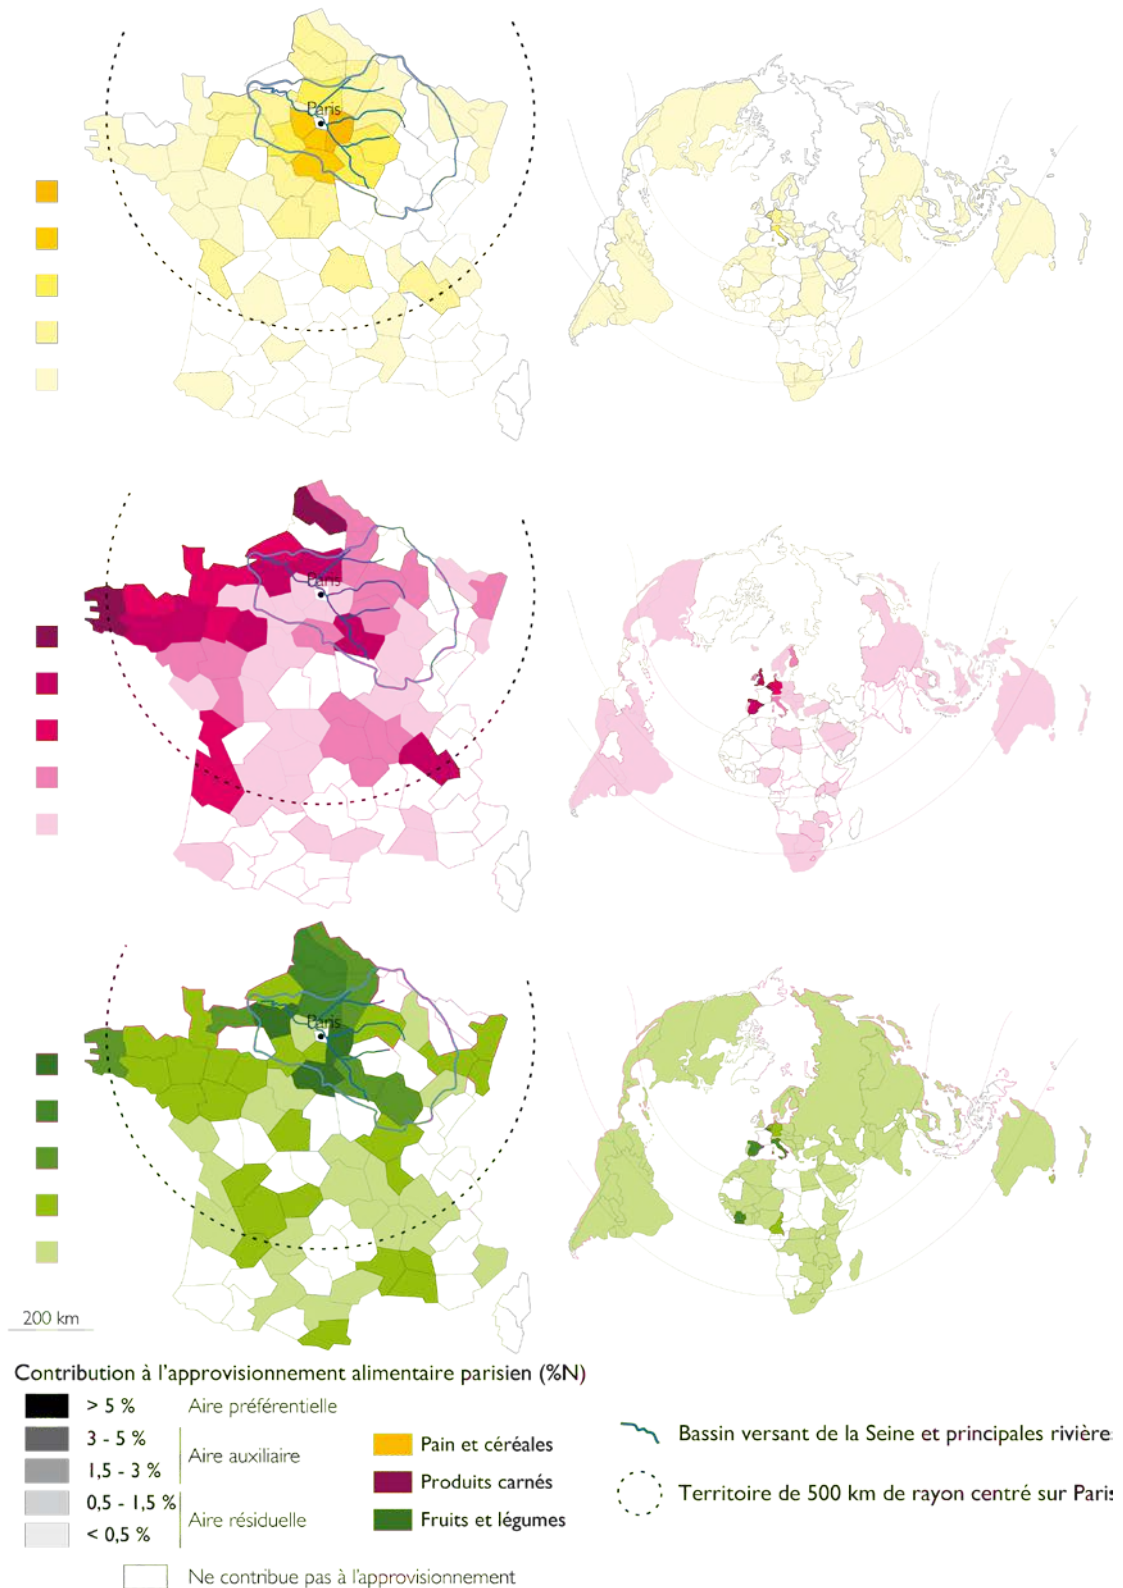 Paris
Paris
Paris
200 km
Contribution à l'approvisionnement alimentaire parisien (%N)
> 5 % Aire préférentielle
3 - 5 %
Aire auxiliaire
1,5 - 3 %
0,5 - 1,5 %
Aire résiduelle
< 0,5 %
Ne contribue pas à l'approvisionnement
Pain et céréales
Produits carnés
Fruits et légumes
Bassin versant de la Seine et principales rivière
Territoire de 500 km de rayon centré sur Paris